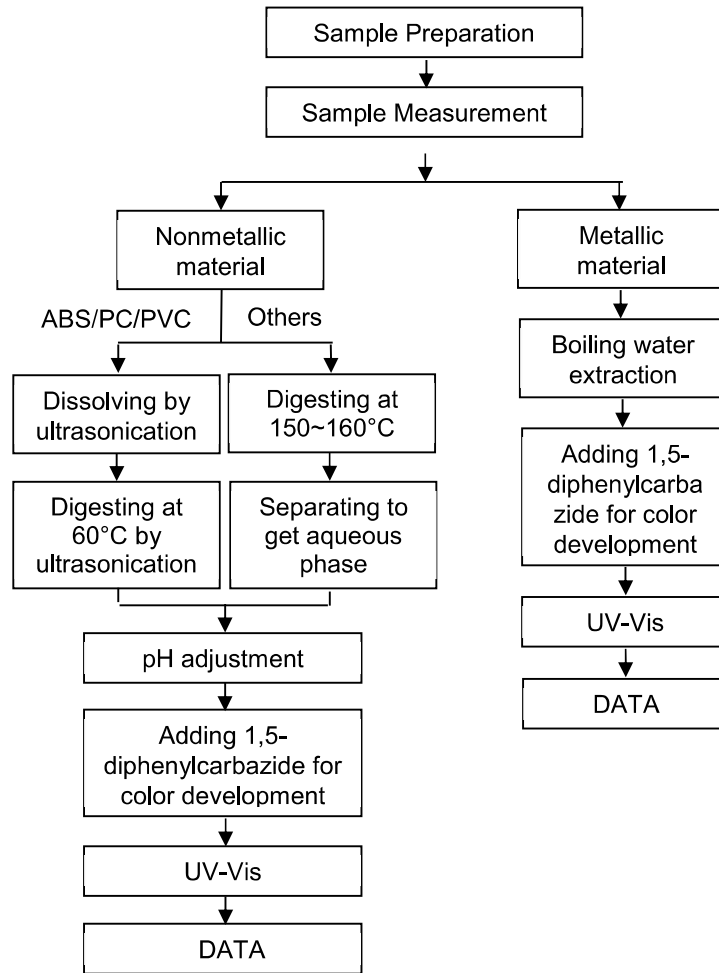 Sample Preparation
Sample Measurement
Nonmetallic
material
Metallic
material
ABS/PC/PVC
Others
Boiling water
extraction
Dissolving by
ultrasonication
Digesting at
150~160°C
Adding 1,5-
diphenylcarba
zide for color
development
Digesting at
60°C by
ultrasonication
Separating to
get aqueous
phase
UV-Vis
pH adjustment
DATA
Adding 1,5-
diphenylcarbazide for
color development
UV-Vis
DATA